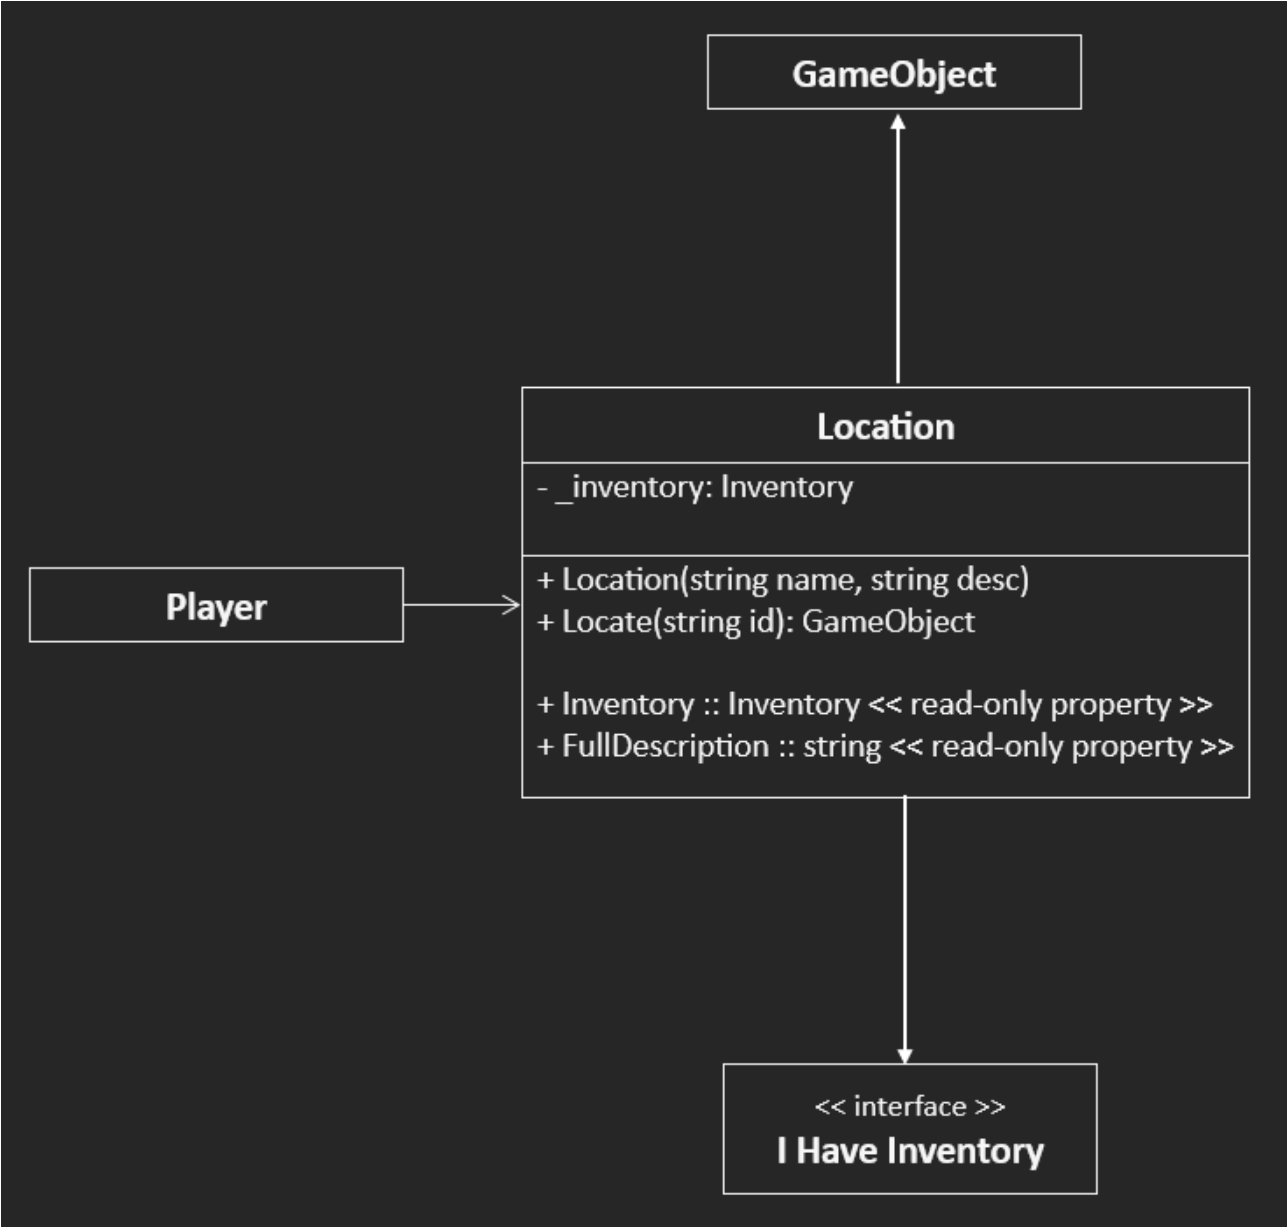 GameObject
Location
- _inventory: Inventory
+ Location(string name, string desc)
+ Locate(string id): GameObject
+ Inventory :: Inventory << read-only property >>
+ FullDescription :: string << read-only property >>
Player
<< interface >>
I Have Inventory